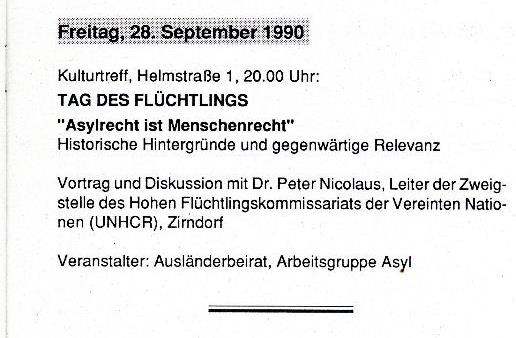 Freitag, 28. September 1990
Kulturtreff, Helmstraße 1, 20.00 Uhr:
TAG DES FLÜCHTLINGS
"Asylrecht ist Menschenrecht"
Historische Hintergründe und gegenwärtige Relevanz
Vortrag und Diskussion mit Dr. Peter Nicolaus, Leiter der Zweig-
stelle des Hohen Flüchtlingskommissariats der Vereinten Natio-
nen (UNHCR), Zirndorf
Veranstalter: Ausländerbeirat, Arbeitsgruppe Asyl